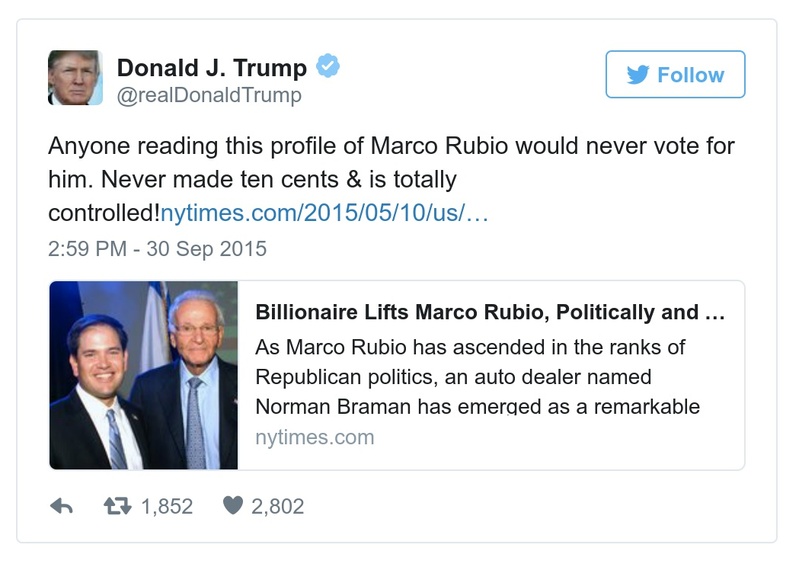 Donald J. Trump
@realDonaldTrump
Follow
Anyone reading this profile of Marco Rubio would never vote for
him. Never made ten cents & is totally
controlled!nytimes.com/2015/05/10/us/…
2:59 PM - 30 Sep 2015
Billionaire Lifts Marco Rubio, Politically and …
As Marco Rubio has ascended in the ranks of
Republican politics, an auto dealer named
Norman Braman has emerged as a remarkable
nytimes.com
1,852 2,802